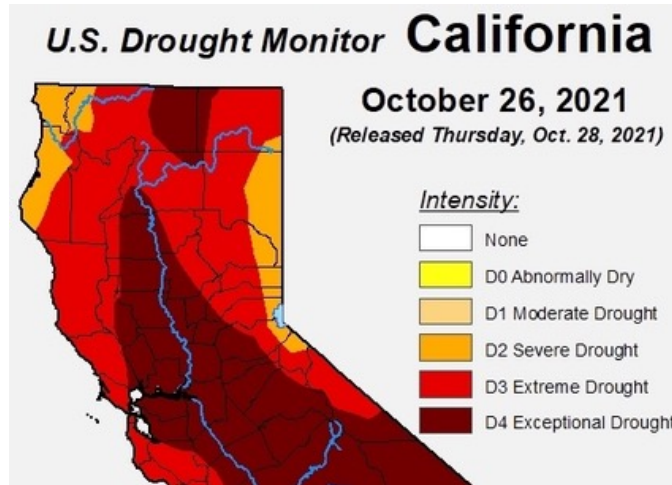 U.S. Drought Monitor California
October 26, 2021
(Released Thursday, Oct. 28, 2021)
Intensity:
None
D0 Abnormally Dry
D1 Moderate Drought
D2 Severe Drought
D3 Extreme Drought
D4 Exceptional Drought